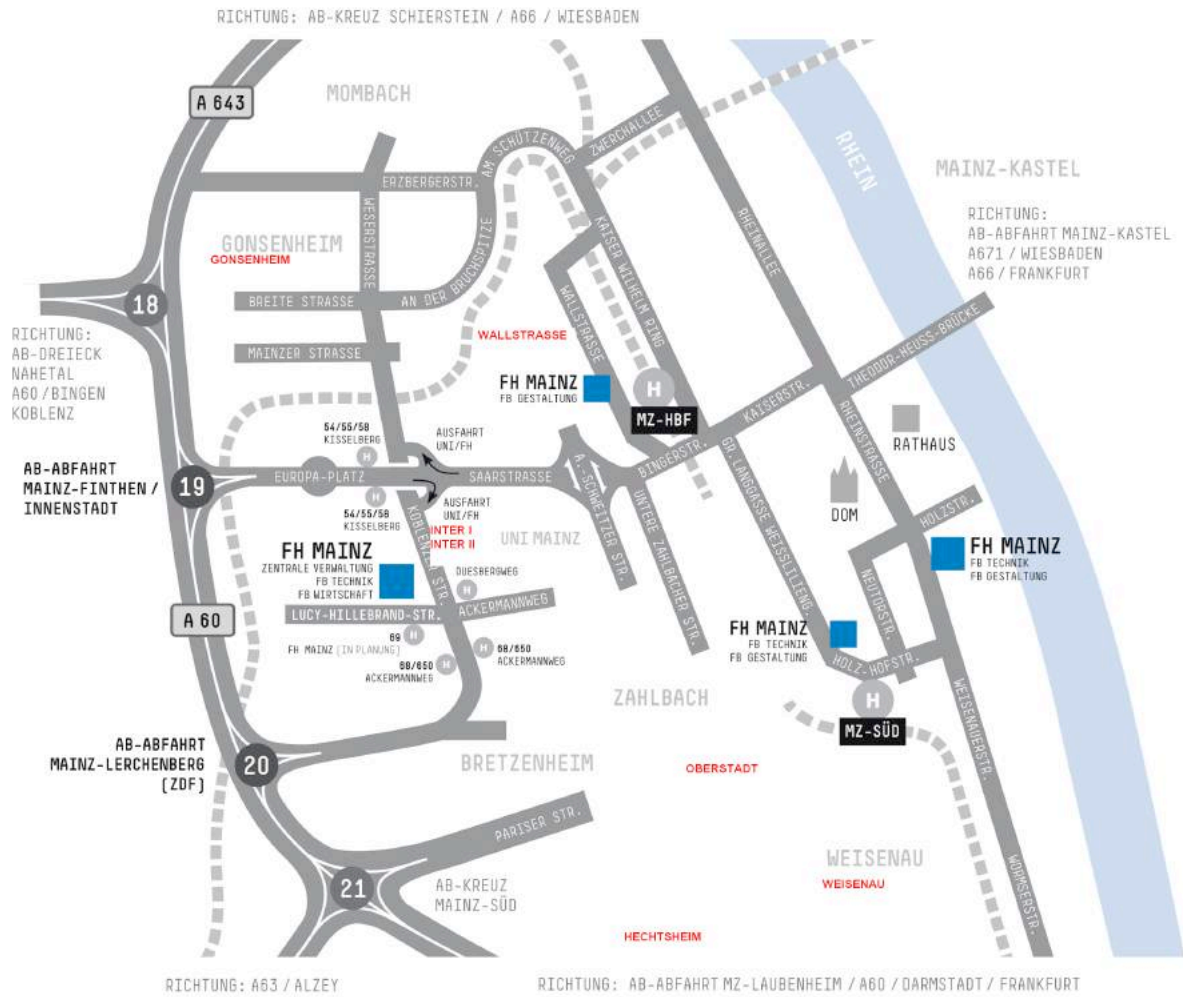 RICHTUNG: AB-KREUZ SCHIERSTEIN / A66 / WIESBADEN
A 643
MOMBACH
AM SCHÜTZENWEG
ZWERCHALLEE
RHEIN
MAINZ-KASTEL
ERZBERGERSTR.
WESERSTRASSE
KAISER WILHELM RING
RHEINALLEE
RICHTUNG:
AB-ABFAHRT MAINZ-KASTEL
A671 / WIESBADEN
A66 / FRANKFURT
GONSENHEIM
GONSENHEIM
BREITE STRASSE
AN DER BRUCHSPITZE
WALLSTRASSE
18
RICHTUNG:
AB-DREIECK
NAHETAL
A60 / BINGEN
KOBLENZ
MAINZER STRASSE
WALLSTRASSE
THEODOR-HEUSS-BRÜCKE
FH MAINZ
FB GESTALTUNG
H
MZ-HBF
KAISERSTR.
RHEINSTRASSE
RATHAUS
54/55/58
KISSELBERG
H
AUSFAHRT
UNI/FH
BINGERSTR.
GR. LANGGASSE WEISSLILIENG.
AB-ABFAHRT
MAINZ-FINTHEN /
INNENSTADT
19
EUROPA-PLATZ
SAARSTRASSE
A.-SCHWEITZER STR.
UNTERE ZAHLBACHER STR.
DOM
H
54/55/58
KISSELBERG
AUSFAHRT
UNI/FH
KOBLENZER STR.
INTER I
INTER II
UNI MAINZ
HOLZSTR.
FH MAINZ
FB TECHNIK
FB GESTALTUNG
FH MAINZ
ZENTRALE VERWALTUNG
FB TECHNIK
FB WIRTSCHAFT
DUESBERGWEG
H
NEUTORSTR.
A 60
LUCY-HILLEBRAND-STR.
ACKERMANNWEG
FH MAINZ
FB TECHNIK
FB GESTALTUNG
69
H
FH MAINZ (IN PLANUNG)
H
68/650
ACKERMANNWEG
68/650
H
ACKERMANNWEG
HOLZ-HOFSTR.
H
MZ-SÜD
WEISENAUERSTR.
ZAHLBACH
AB-ABFAHRT
MAINZ-LERCHENBERG
[ZDF]
20
BRETZENHEIM
OBERSTADT
PARISER STR.
WEISENAU
WEISENAU
WORMSERSTR.
21
AB-KREUZ
MAINZ-SÜD
HECHTSHEIM
RICHTUNG: A63 / ALZEY
RICHTUNG: AB-ABFAHRT MZ-LAUBENHEIM / A60 / DARMSTADT / FRANKFURT